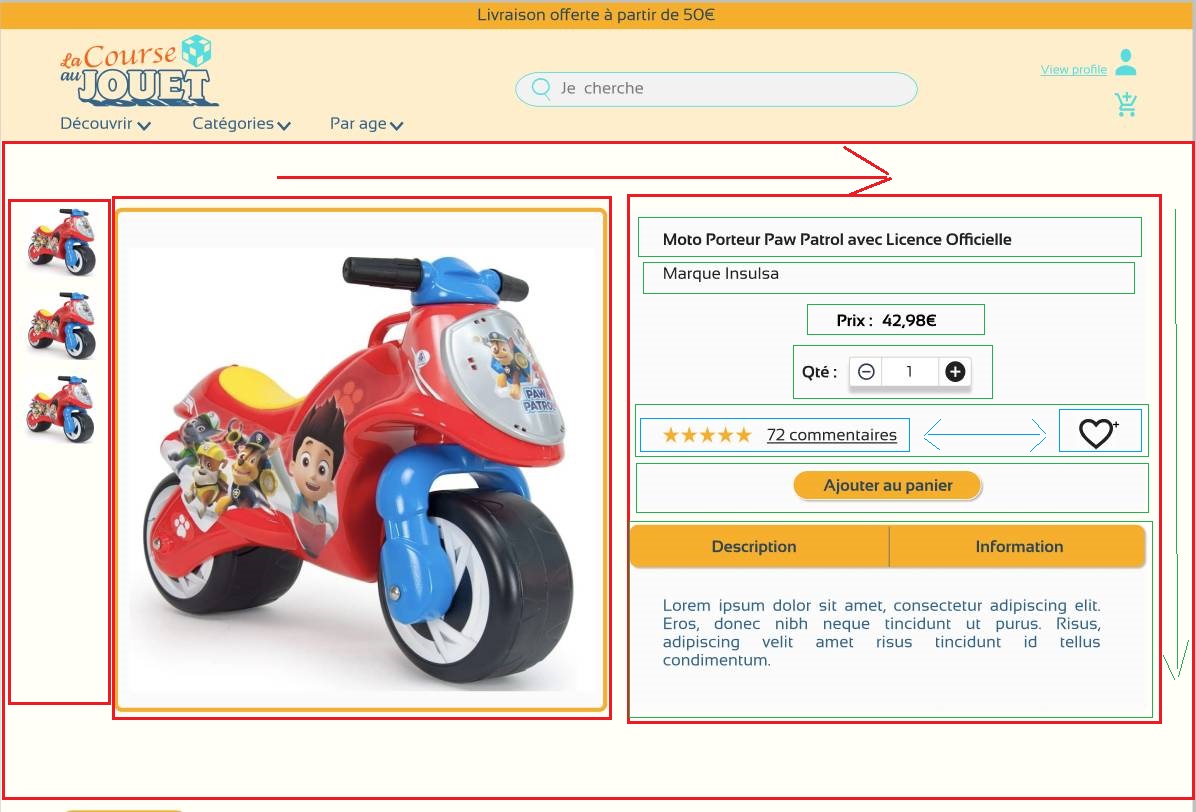 Livraison offerte à partir de 50€
La Course
au JOUET
Je cherche
View profile
Découvrir
Catégories
Par age
Moto Porteur Paw Patrol avec Licence Officielle
Marque Insulsa
Prix : 42,98€
Qté : 1
72 commentaires
Ajouter au panier
Description
Information
Lorem ipsum dolor sit amet, consectetur adipiscing elit.
Eros, donec nibh neque tincidunt ut purus. Risus,
adipiscing velit amet risus tincidunt id tellus
condimentum.
PAW
PATROL